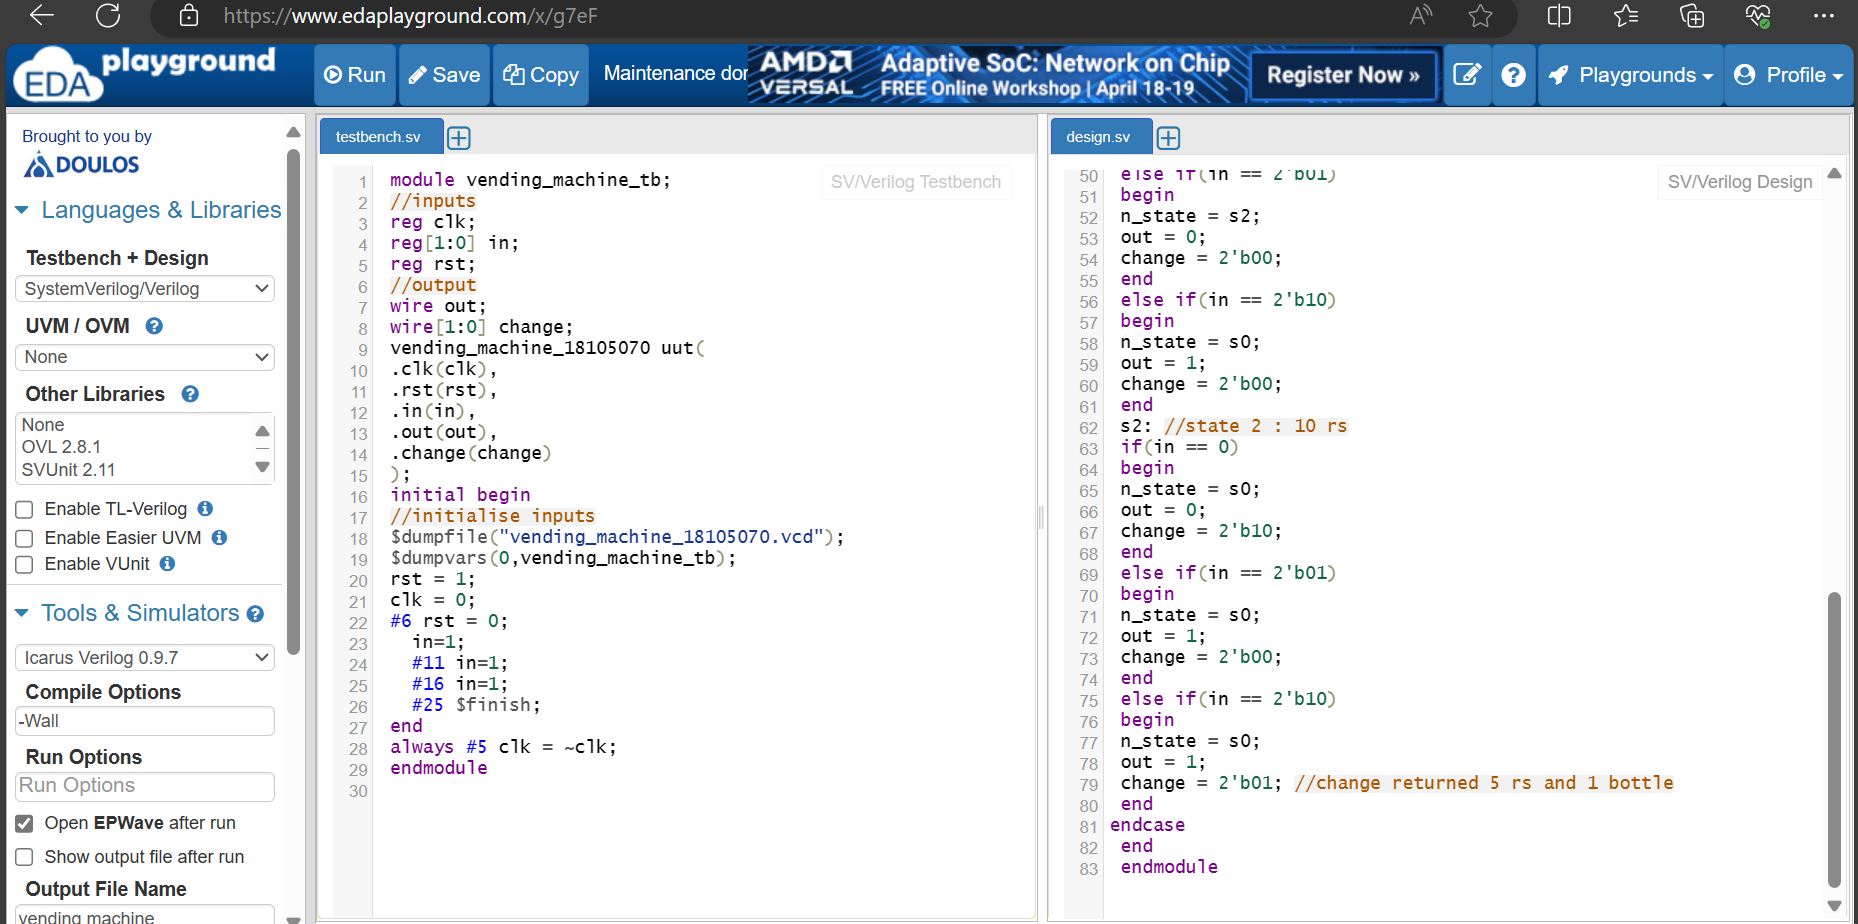 https://www.edaplayground.com/x/g7eF
EDA playground
Run
Save
Copy
Maintenance dor
AMD VERSAL
Adaptive SoC: Network on Chip
FREE Online Workshop | April 18-19
Register Now »
Playgrounds
Profile
Brought to you by
DOULOS
Languages & Libraries
Testbench + Design
SystemVerilog/Verilog
UVM / OVM
None
Other Libraries
None
OVL 2.8.1
SVUnit 2.11
Enable TL-Verilog
Enable Easier UVM
Enable VUnit
Tools & Simulators
Icarus Verilog 0.9.7
Compile Options
-Wall
Run Options
Run Options
Open EPWave after run
Show output file after run
Output File Name
vending machine
testbench.sv
SV/Verilog Testbench
1 module vending_machine_tb;
2 //inputs
3 reg clk;
4 reg[1:0] in;
5 reg rst;
6 //output
7 wire out;
8 wire[1:0] change;
9 vending_machine_18105070 uut(
10 .clk(clk),
11 .rst(rst),
12 .in(in),
13 .out(out),
14 .change(change)
15 );
16 initial begin
17 //initialise inputs
18 $dumpfile("vending_machine_18105070.vcd");
19 $dumpvars(0,vending_machine_tb);
20 rst = 1;
21 clk = 0;
22 #6 rst = 0;
23 in=1;
24 #11 in=1;
25 #16 in=1;
26 #25 $finish;
27 end
28 always #5 clk = ~clk;
29 endmodule
30
design.sv
SV/Verilog Design
50 else if(in == 2'b01)
51 begin
52 n_state = s2;
53 out = 0;
54 change = 2'b00;
55 end
56 else if(in == 2'b10)
57 begin
58 n_state = s0;
59 out = 1;
60 change = 2'b00;
61 end
62 s2: //state 2 : 10 rs
63 if(in == 0)
64 begin
65 n_state = s0;
66 out = 0;
67 change = 2'b10;
68 end
69 else if(in == 2'b01)
70 begin
71 n_state = s0;
72 out = 1;
73 change = 2'b00;
74 end
75 else if(in == 2'b10)
76 begin
77 n_state = s0;
78 out = 1;
79 change = 2'b01; //change returned 5 rs and 1 bottle
80 end
81 endcase
82 end
83 endmodule